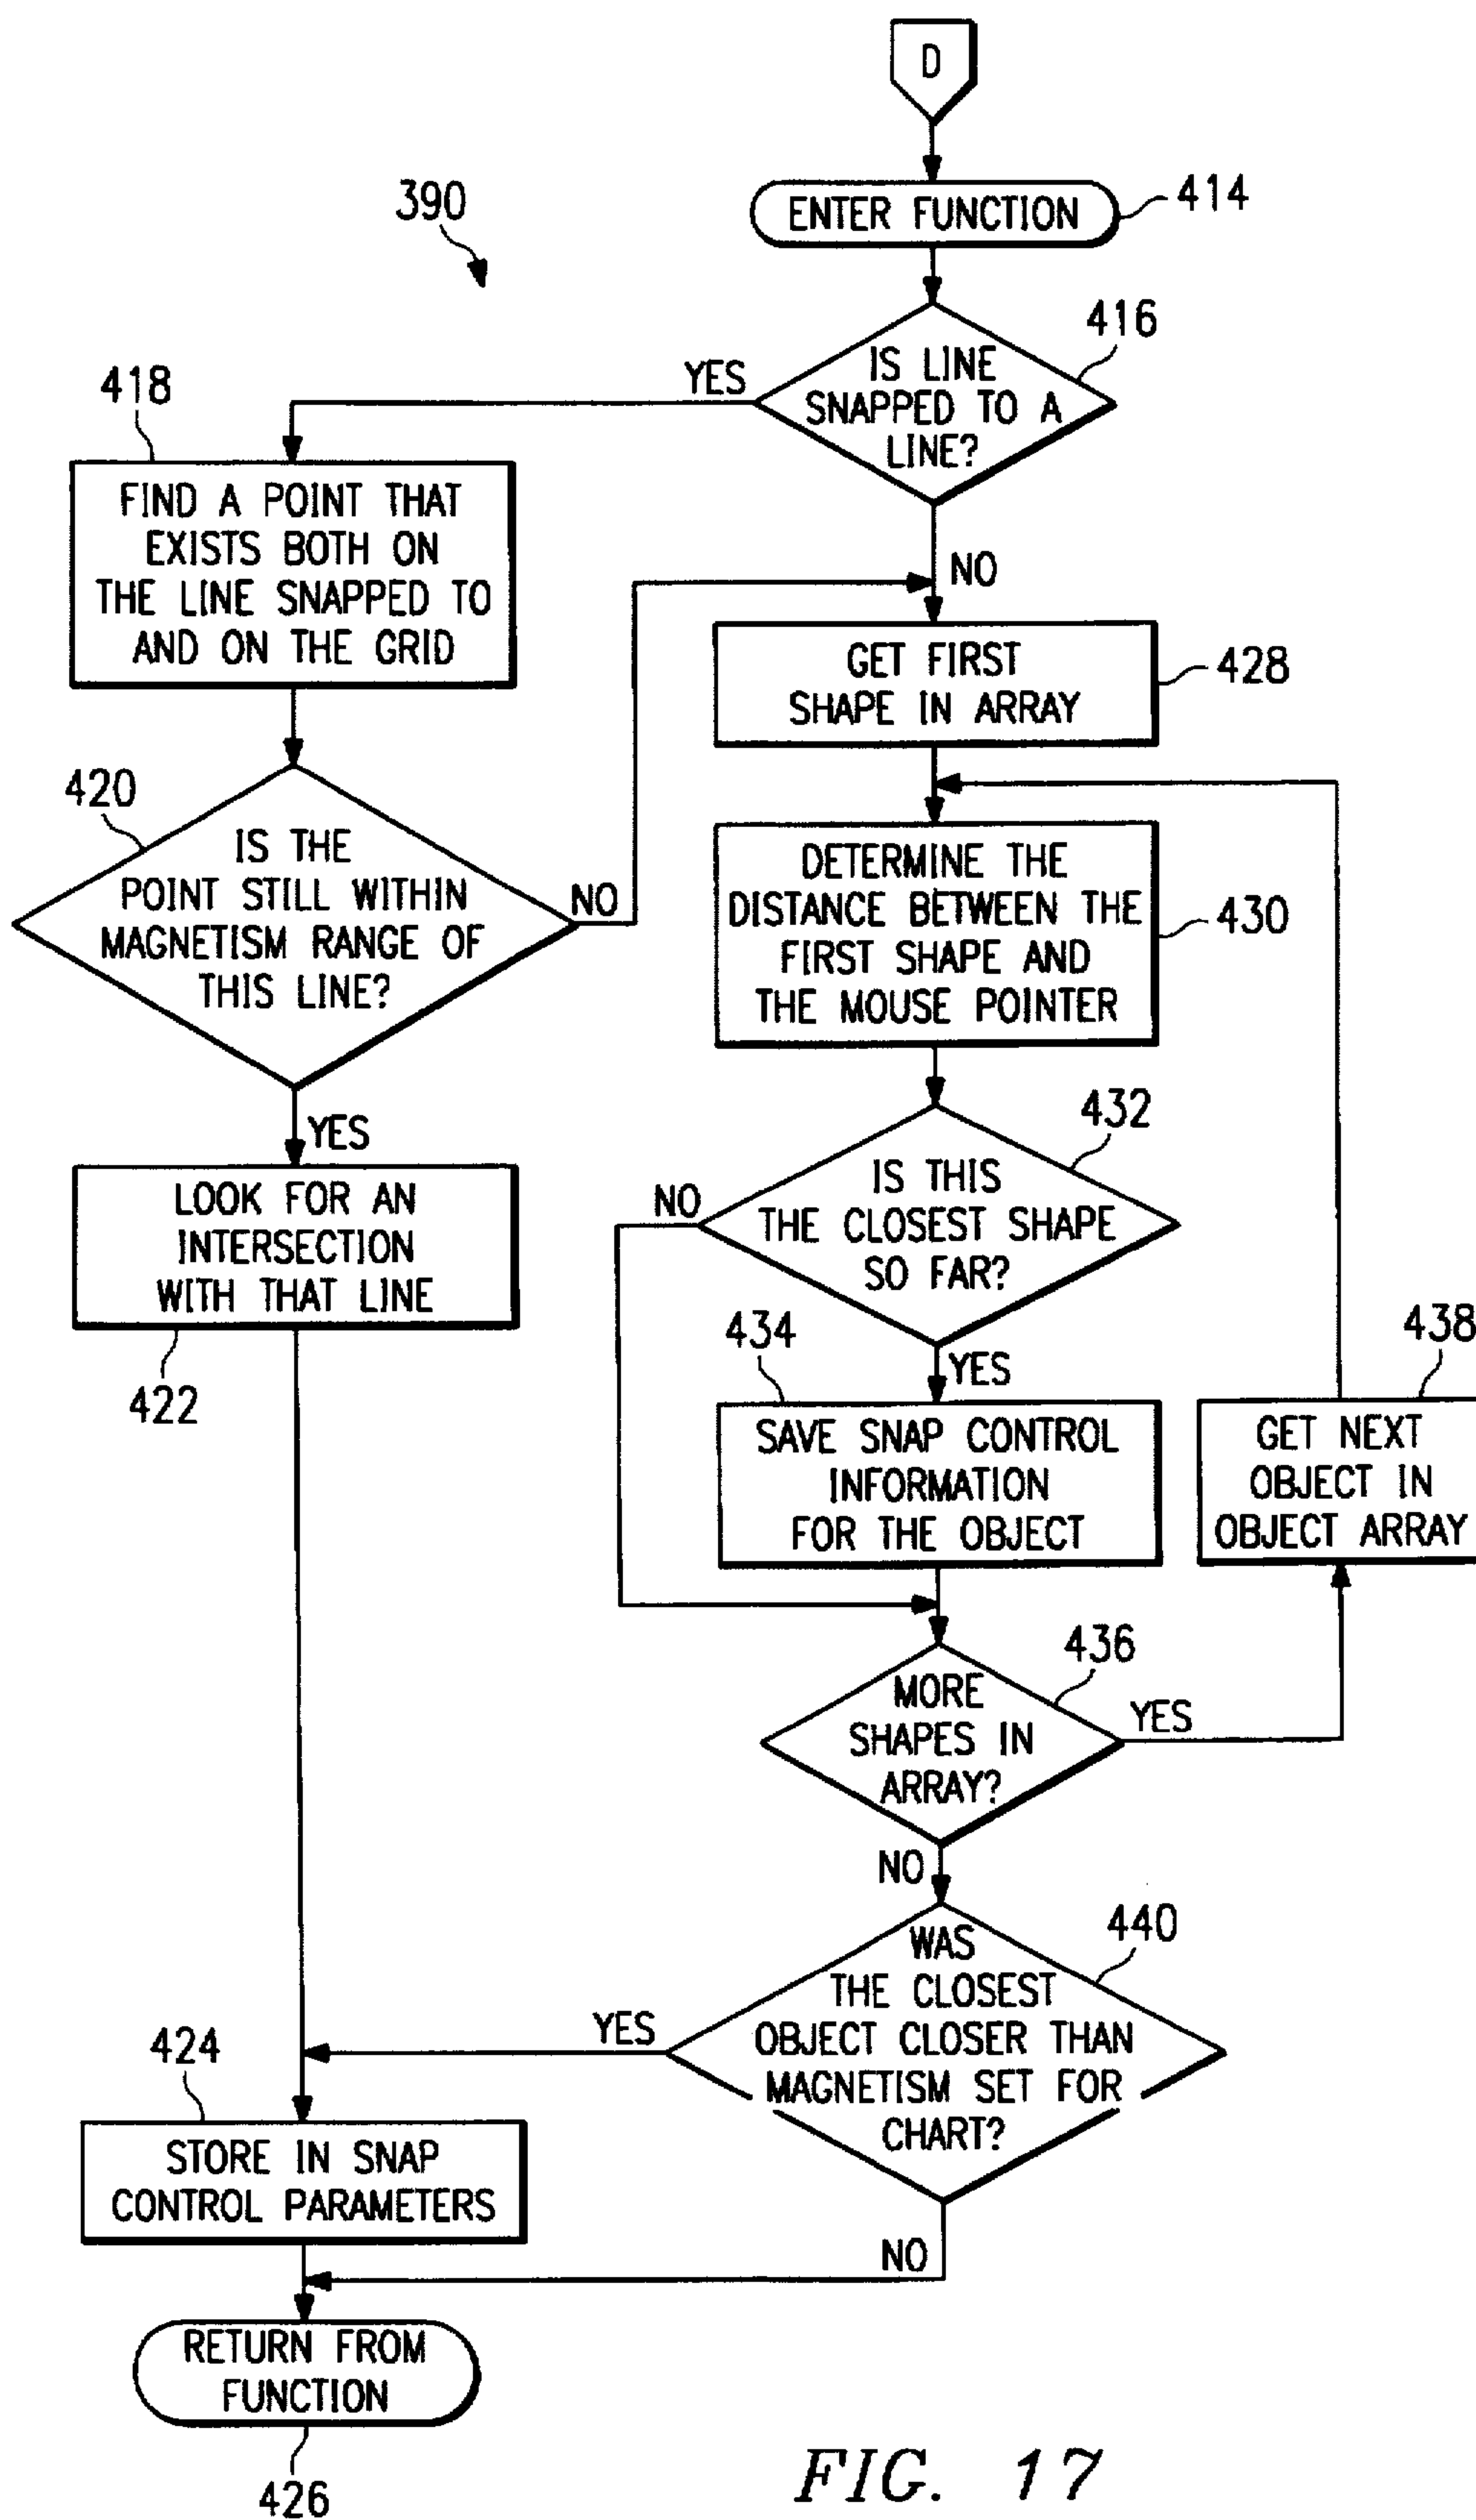 D
390
ENTER FUNCTION
414
IS LINE
SNAPPED TO A
LINE?
416
YES
NO
418
FIND A POINT THAT
EXISTS BOTH ON
THE LINE SNAPPED TO
AND ON THE GRID
420
IS THE
POINT STILL WITHIN
MAGNETISM RANGE OF
THIS LINE?
NO
YES
LOOK FOR AN
INTERSECTION
WITH THAT LINE
422
GET FIRST
SHAPE IN ARRAY
428
DETERMINE THE
DISTANCE BETWEEN THE
FIRST SHAPE AND
THE MOUSE POINTER
430
432
IS THIS
THE CLOSEST SHAPE
SO FAR?
NO
YES
434
SAVE SNAP CONTROL
INFORMATION
FOR THE OBJECT
438
GET NEXT
OBJECT IN
OBJECT ARRAY
436
MORE
SHAPES IN
ARRAY?
YES
NO
440
WAS
THE CLOSEST
OBJECT CLOSER THAN
MAGNETISM SET FOR
CHART?
YES
NO
424
STORE IN SNAP
CONTROL PARAMETERS
RETURN FROM
FUNCTION
426
FIG. 17